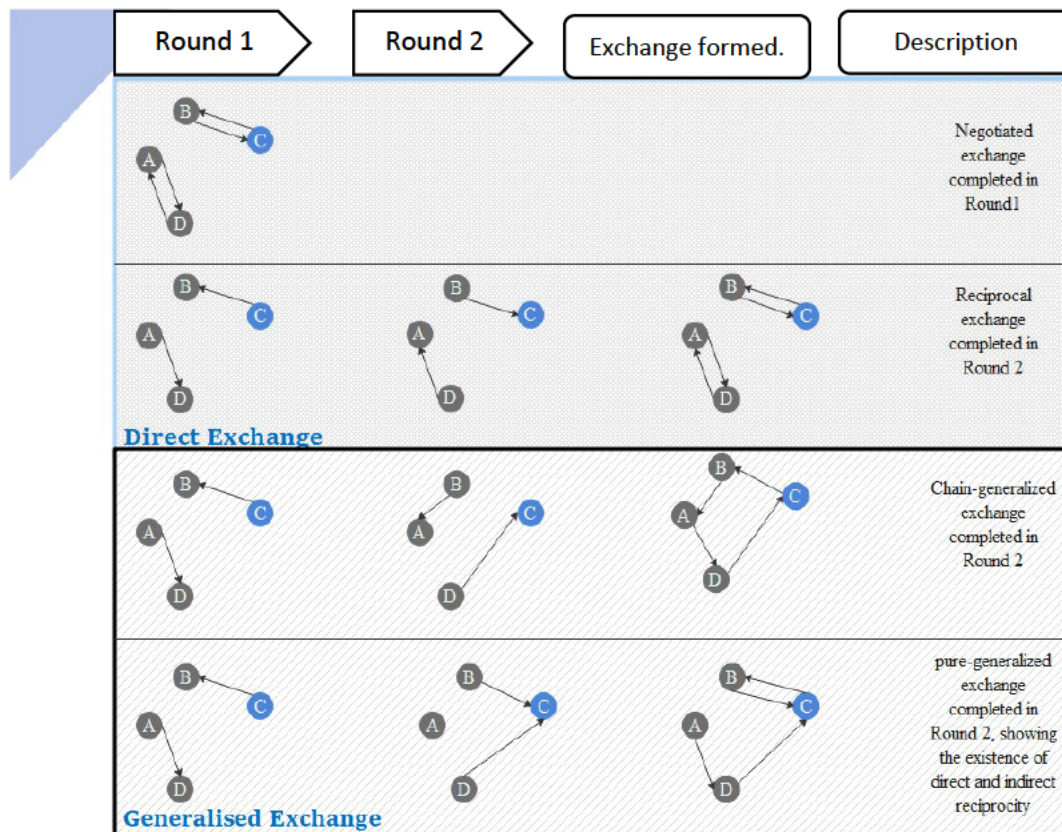 Round 1
Round 2
Exchange formed.
Description
B
C
A
D
Negotiated
exchange
completed in
Round1
B
C
A
D
B
C
A
D
B
C
A
D
Reciprocal
exchange
completed in
Round 2
Direct Exchange
B
C
A
D
B
C
A
D
B
C
A
D
Chain-generalized
exchange
completed in
Round 2
B
C
A
D
B
C
A
D
B
C
A
D
pure-generalized
exchange
completed in
Round 2, showing
the existence of
direct and indirect
reciprocity
Generalised Exchange